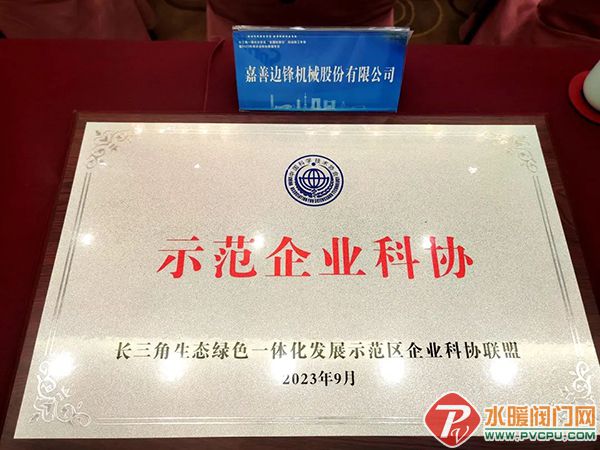 嘉善边锋机械股份有限公司
示范企业科协
长三角生态绿色一体化发展示范区企业科协联盟
2023年9月
水暖阀门网
WWW.PVCPU.COM